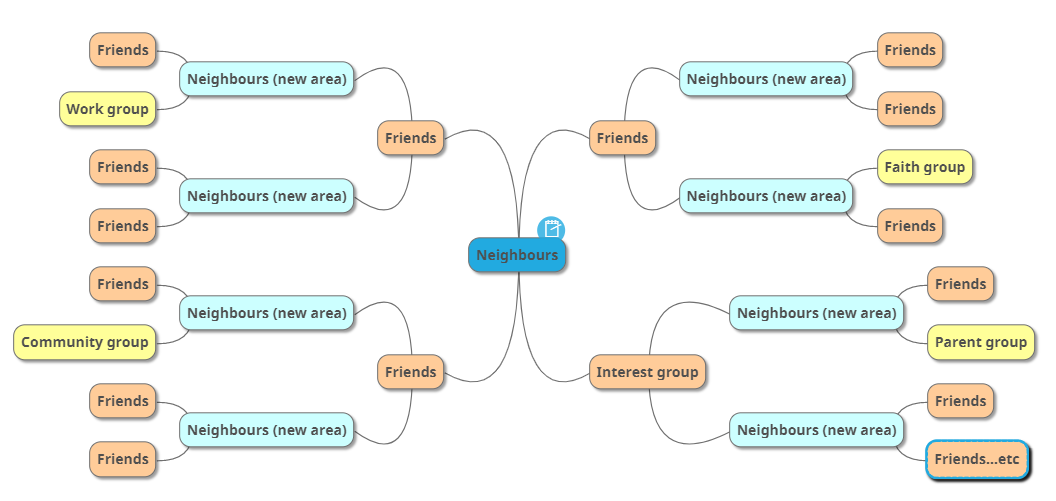 Friends
Neighbours (new area)
Work group
Friends
Friends
Neighbours (new area)
Friends
Neighbours
Friends
Neighbours (new area)
Community group
Friends
Friends
Neighbours (new area)
Friends
Friends
Neighbours (new area)
Friends
Friends
Faith group
Neighbours (new area)
Friends
Friends
Neighbours (new area)
Parent group
Interest group
Friends
Neighbours (new area)
Friends...etc